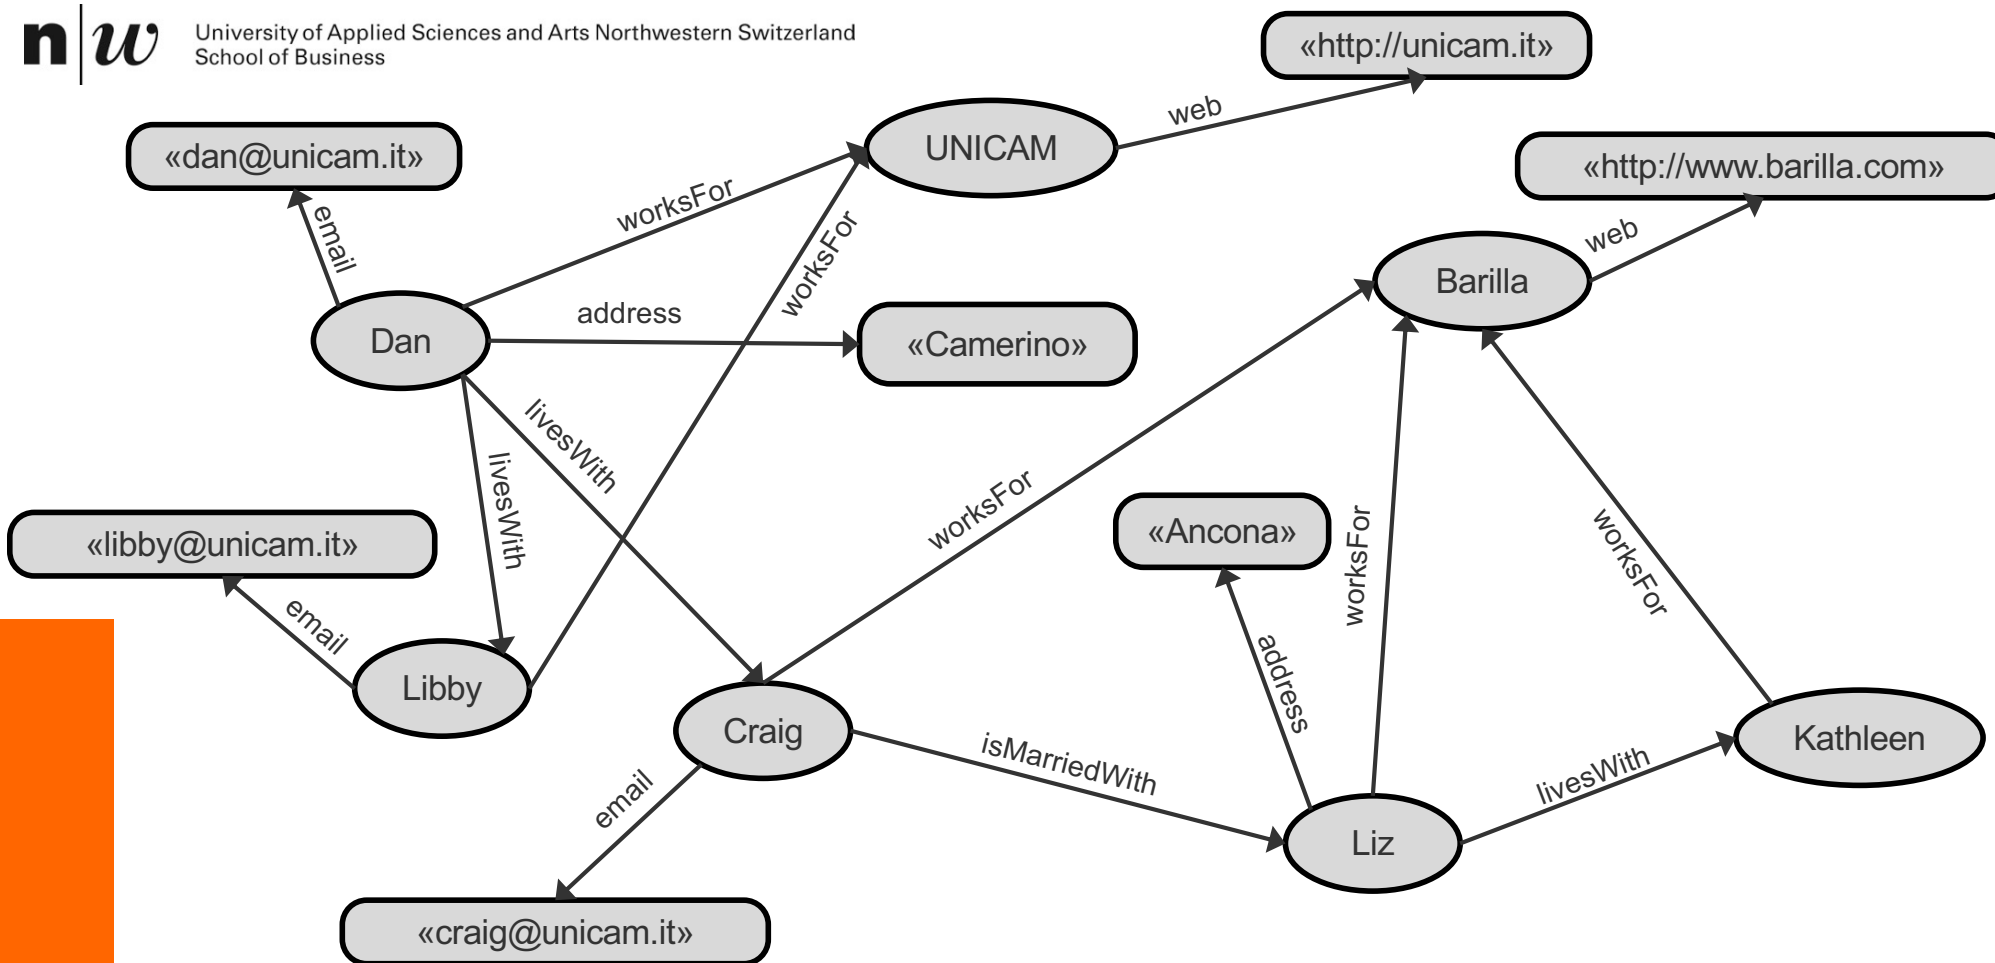 n w
University of Applied Sciences and Arts Northwestern Switzerland
School of Business
«http://unicam.it»
web
UNICAM
«dan@unicam.it»
«http://www.barilla.com»
worksFor
email
worksFor
web
Barilla
Dan
address
«Camerino»
livesWith
livesWith
worksFor
«Ancona»
worksFor
worksFor
«libby@unicam.it»
email
address
Libby
Craig
isMarriedWith
livesWith
Kathleen
email
Liz
«craig@unicam.it»